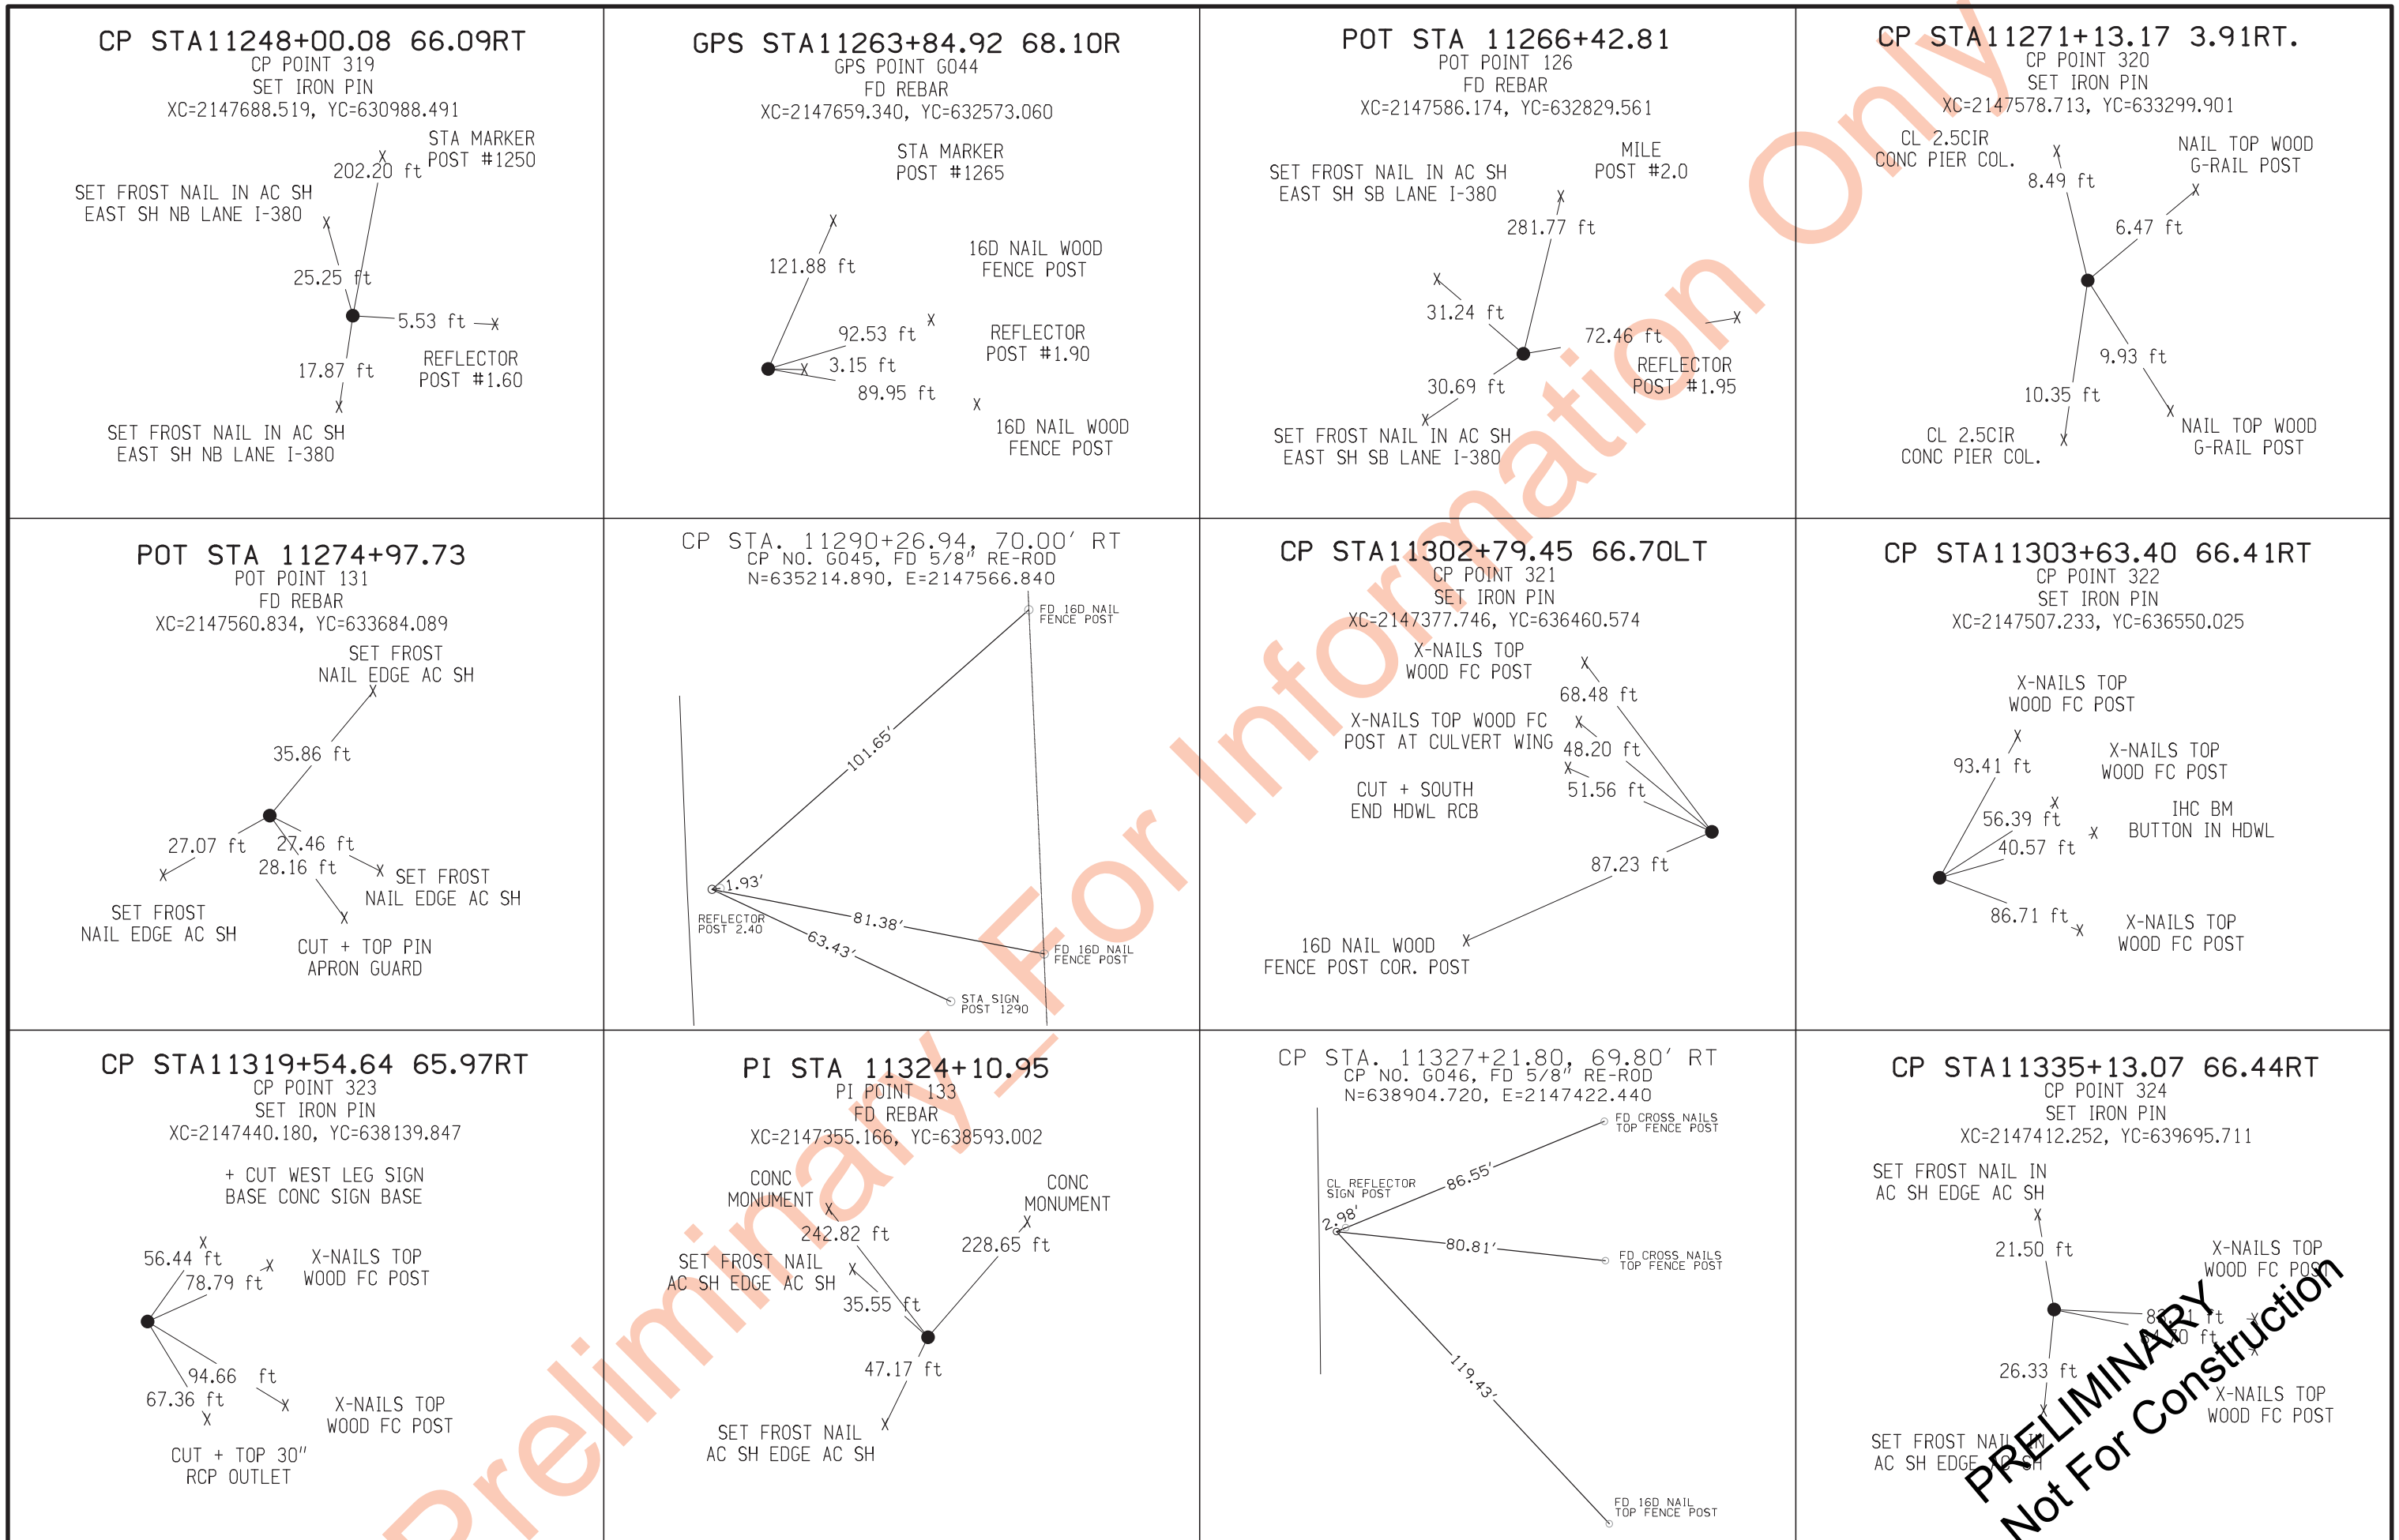 CP STA11248+00.08 66.09RT
CP POINT 319
SET IRON PIN
XC=2147688.519, YC=630988.491
STA MARKER
POST #1250
202.20 ft
SET FROST NAIL IN AC SH
EAST SH NB LANE I-380
25.25 ft
5.53 ft
REFLECTOR
POST #1.60
17.87 ft
SET FROST NAIL IN AC SH
EAST SH NB LANE I-380
GPS STA11263+84.92 68.10R
GPS POINT G044
FD REBAR
XC=2147659.340, YC=632573.060
STA MARKER
POST #1265
121.88 ft
16D NAIL WOOD
FENCE POST
92.53 ft
REFLECTOR
POST #1.90
3.15 ft
89.95 ft
16D NAIL WOOD
FENCE POST
POT STA 11266+42.81
POT POINT 126
FD REBAR
XC=2147586.174, YC=632829.561
MILE
POST #2.0
SET FROST NAIL IN AC SH
EAST SH SB LANE I-380
281.77 ft
31.24 ft
72.46 ft
REFLECTOR
POST #1.95
30.69 ft
SET FROST NAIL IN AC SH
EAST SH SB LANE I-380
CP STA11271+13.17 3.91RT.
CP POINT 320
SET IRON PIN
XC=2147578.713, YC=633299.901
CL 2.5CIR
CONC PIER COL.
8.49 ft
NAIL TOP WOOD
G-RAIL POST
6.47 ft
9.93 ft
10.35 ft
CL 2.5CIR
CONC PIER COL.
NAIL TOP WOOD
G-RAIL POST
POT STA 11274+97.73
POT POINT 131
FD REBAR
XC=2147560.834, YC=633684.089
SET FROST
NAIL EDGE AC SH
35.86 ft
27.07 ft
27.46 ft
28.16 ft
SET FROST
NAIL EDGE AC SH
SET FROST
NAIL EDGE AC SH
CUT + TOP PIN
APRON GUARD
CP STA. 11290+26.94, 70.00' RT
CP NO. G045, FD 5/8" RE-ROD
N=635214.890, E=2147566.840
FD 16D NAIL
FENCE POST
101.65'
1.93'
REFLECTOR
POST 2.40
81.38'
63.43'
FD 16D NAIL
FENCE POST
STA SIGN
POST 1290
CP STA11302+79.45 66.70LT
CP POINT 321
SET IRON PIN
XC=2147377.746, YC=636460.574
X-NAILS TOP
WOOD FC POST
68.48 ft
X-NAILS TOP WOOD FC
POST AT CULVERT WING
48.20 ft
CUT + SOUTH
END HDWL RCB
51.56 ft
87.23 ft
16D NAIL WOOD
FENCE POST COR. POST
CP STA11303+63.40 66.41RT
CP POINT 322
SET IRON PIN
XC=2147507.233, YC=636550.025
X-NAILS TOP
WOOD FC POST
93.41 ft
X-NAILS TOP
WOOD FC POST
56.39 ft
IHC BM
BUTTON IN HDWL
40.57 ft
86.71 ft
X-NAILS TOP
WOOD FC POST
CP STA11319+54.64 65.97RT
CP POINT 323
SET IRON PIN
XC=2147440.180, YC=638139.847
+ CUT WEST LEG SIGN
BASE CONC SIGN BASE
56.44 ft
78.79 ft
X-NAILS TOP
WOOD FC POST
94.66 ft
67.36 ft
X-NAILS TOP
WOOD FC POST
CUT + TOP 30"
RCP OUTLET
PI STA 11324+10.95
PI POINT 133
FD REBAR
XC=2147355.166, YC=638593.002
CONC
MONUMENT
CONC
MONUMENT
242.82 ft
228.65 ft
SET FROST NAIL
AC SH EDGE AC SH
35.55 ft
47.17 ft
SET FROST NAIL
AC SH EDGE AC SH
CP STA. 11327+21.80, 69.80' RT
CP NO. G046, FD 5/8" RE-ROD
N=638904.720, E=2147422.440
FD CROSS NAILS
TOP FENCE POST
86.55'
CL REFLECTOR
SIGN POST
2.98'
80.81'
FD CROSS NAILS
TOP FENCE POST
119.43'
FD 16D NAIL
TOP FENCE POST
CP STA11335+13.07 66.44RT
CP POINT 324
SET IRON PIN
XC=2147412.252, YC=639695.711
SET FROST NAIL IN
AC SH EDGE AC SH
21.50 ft
X-NAILS TOP
WOOD FC POST
ft
ft
26.33 ft
X-NAILS TOP
WOOD FC POST
SET FROST NAIL IN
AC SH EDGE AC SH
PRELIMINARY
Not For Construction
Preliminary_For Information Only